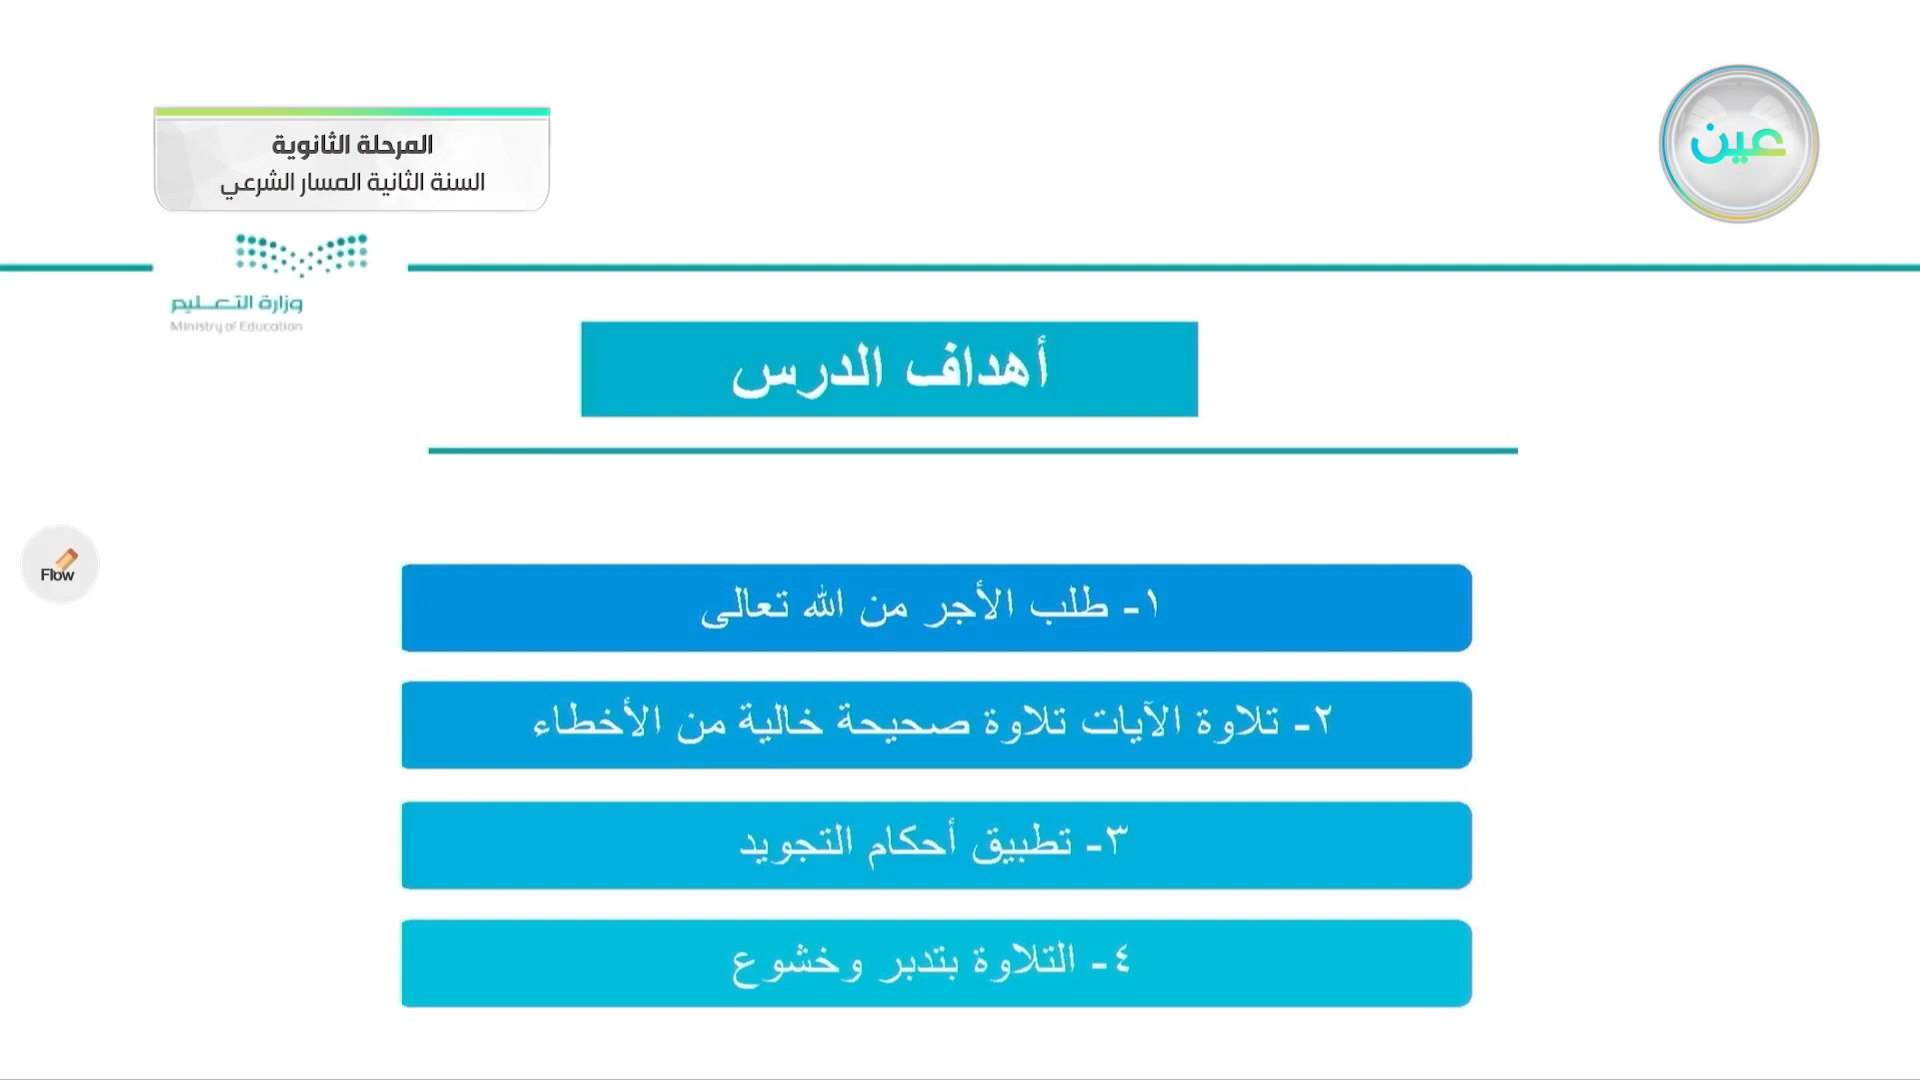 المرحلة الثانوية
السنة الثانية المسار الشرعي
عين
وزارة التعليم
Ministry of Education
أهداف الدرس
Flow
١- طلب الأجر من الله تعالى
٢- تلاوة الآيات تلاوة صحيحة خالية من الأخطاء
٣- تطبيق أحكام التجويد
٤- التلاوة بتدبر وخشوع